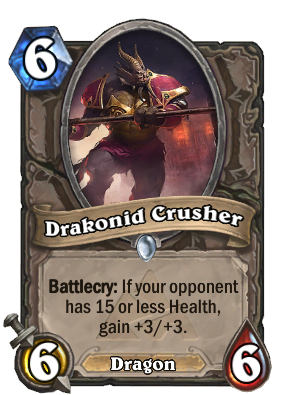 6
Drakonid Crusher
Battlecry: If your opponent
has 15 or less Health,
gain +3/+3.
6
Dragon
6